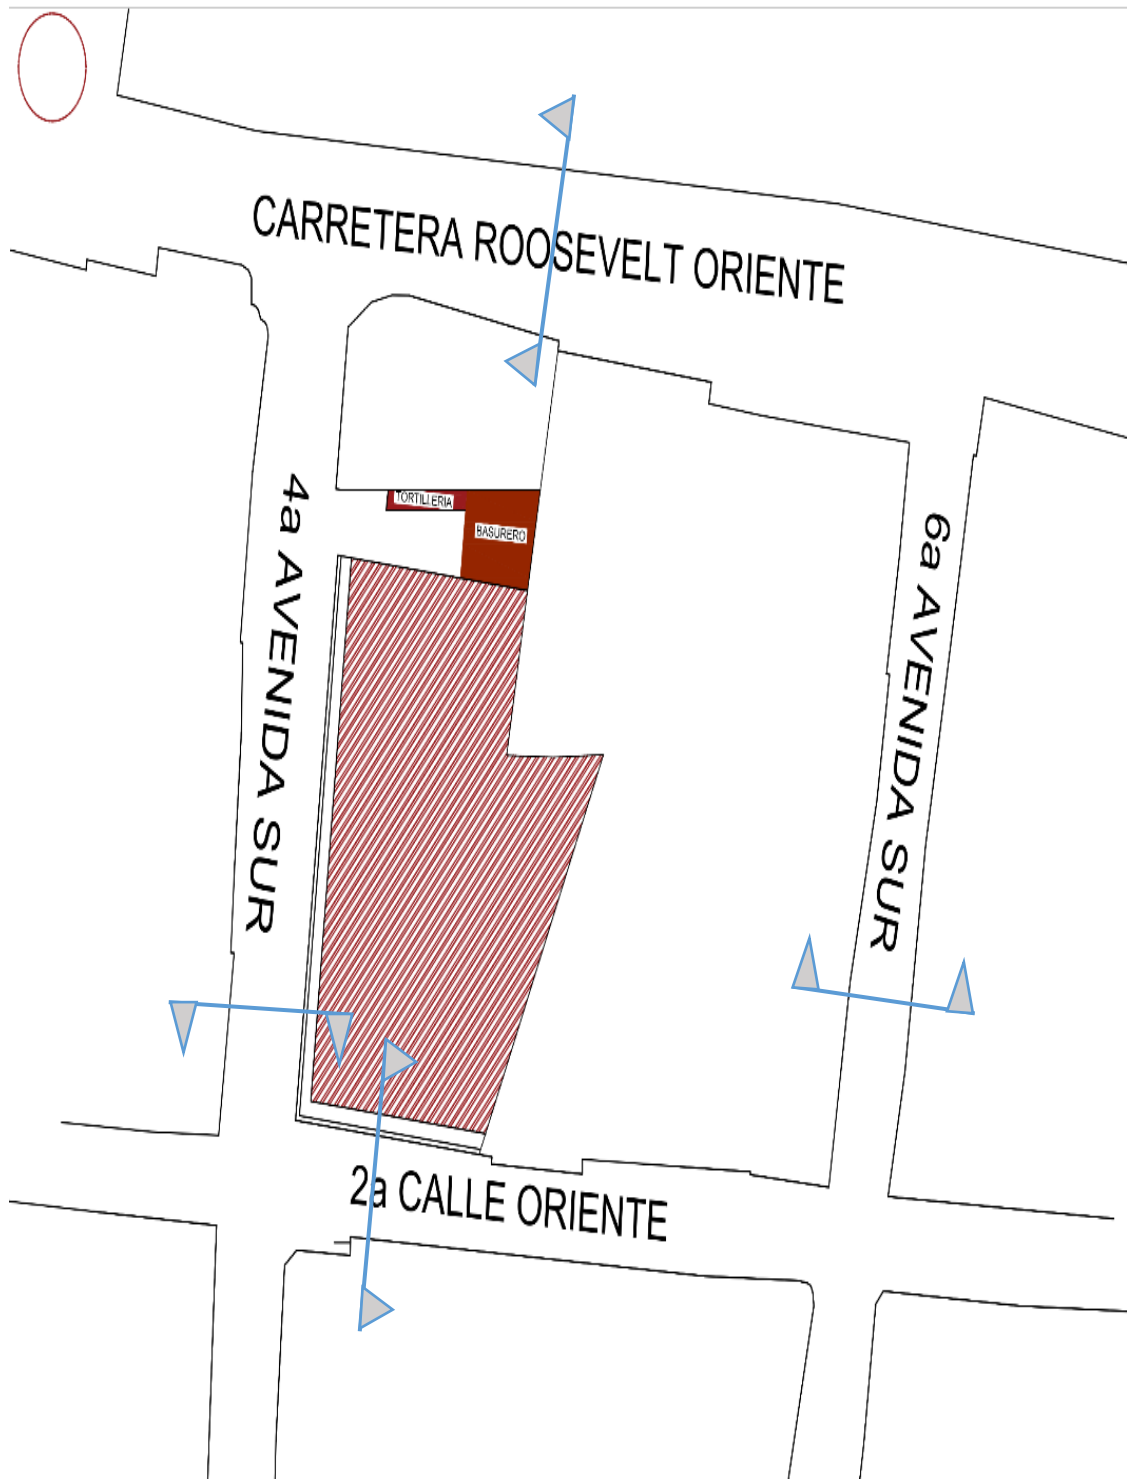 CARRETERA ROOSEVELT ORIENTE
4a AVENIDA SUR
TORTILLERIA
BASURERO
6a AVENIDA SUR
2a CALLE ORIENTE